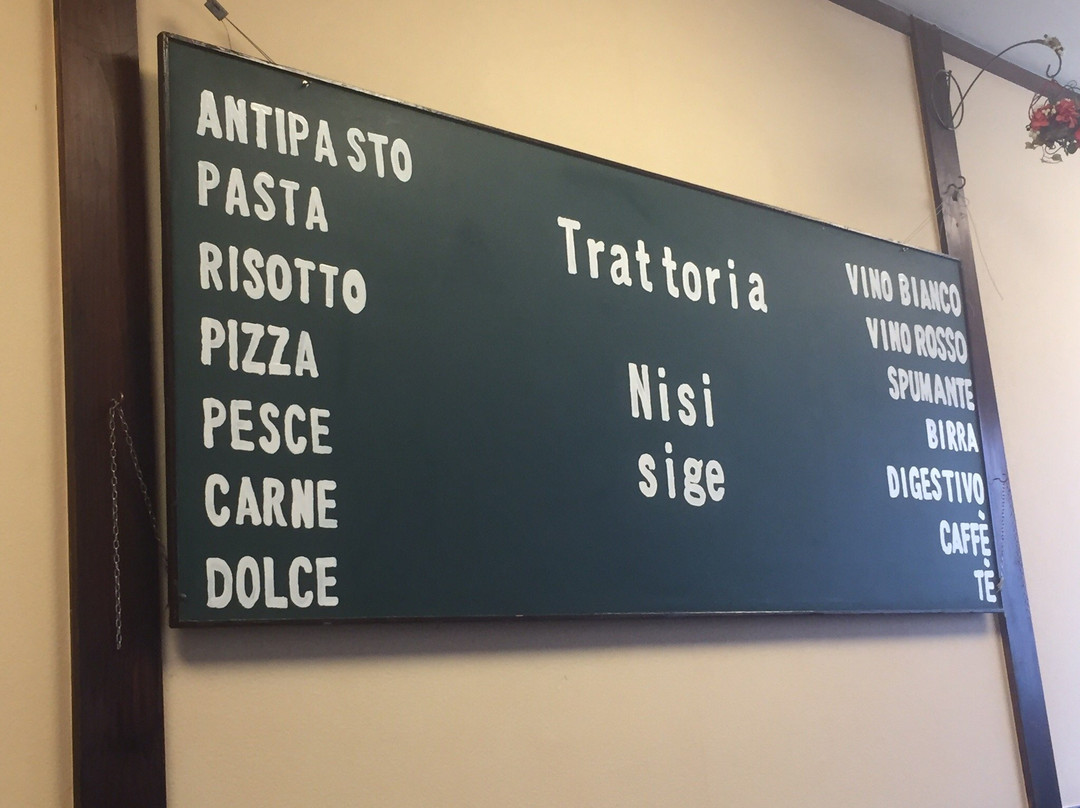 ANTIPASTO
PASTA
RISOTTO
PIZZA
PESCE
CARNE
DOLCE
Trattoria
Nisi
sige
VINO BIANCO
VINO ROSSO
SPUMANTE
BIRRA
DIGESTIVO
CAFFÈ
TÈ